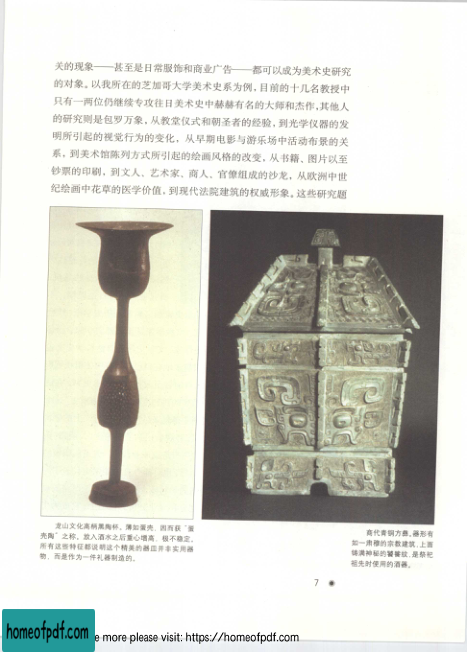 关的现象——甚至是日常服饰和商业广告——都可以成为美术史研究
的对象。以我所在的芝加哥大学美术史系为例，目前的十几名教授中
只有一两位仍继续专攻往日美术史中赫赫有名的大师和杰作，其他人
的研究则是包罗万象，从教堂仪式和朝圣者的经验，到光学仪器的发
明所引起的视觉行为的变化，从早期电影与游乐场中活动布景的关
系，到美术馆陈列方式所引起的绘画风格的改变，从书籍、图片以至
钞票的印刷，到文人、艺术家、商人、官僚组成的沙龙，从欧洲中世
纪绘画中花草的医学价值，到现代法院建筑的权威形象。这些研究题
龙山文化高柄黑陶杯。薄如蛋壳，因而获“蛋
壳陶”之称。放入酒水之后重心增高，极不稳定。
所有这些特征都说明这个精美的器皿并非实用器
物，而是作为一件礼器制造的。
商代青铜方彝。器形有
如一肃穆的宗教建筑，上面
铺满神秘的饕餮纹，是祭祀
祖先时使用的酒器。
7
homeofpdf.com
e more please visit: https://homeofpdf.com